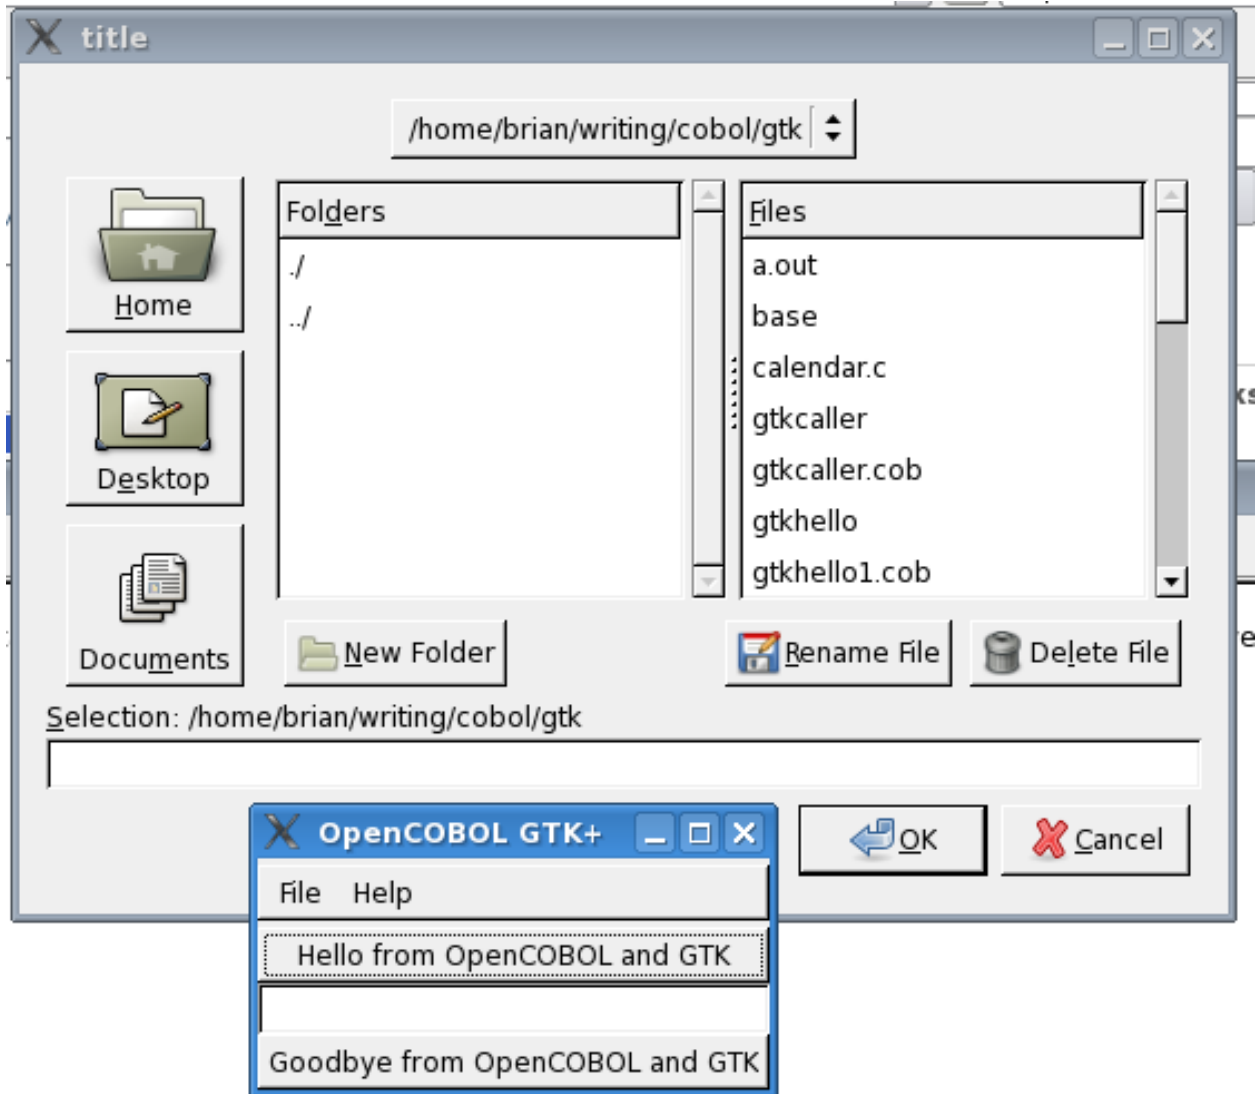 title
/home/brian/writing/cobol/gtk
Folders
./
../
Files
a.out
base
calendar.c
gtkcaller
gtkcaller.cob
gtkhello
gtkhello1.cob
Home
Desktop
Documents
New Folder
Rename File
Delete File
Selection: /home/brian/writing/cobol/gtk
OK
Cancel
OpenCOBOL GTK+
File Help
Hello from OpenCOBOL and GTK
Goodbye from OpenCOBOL and GTK